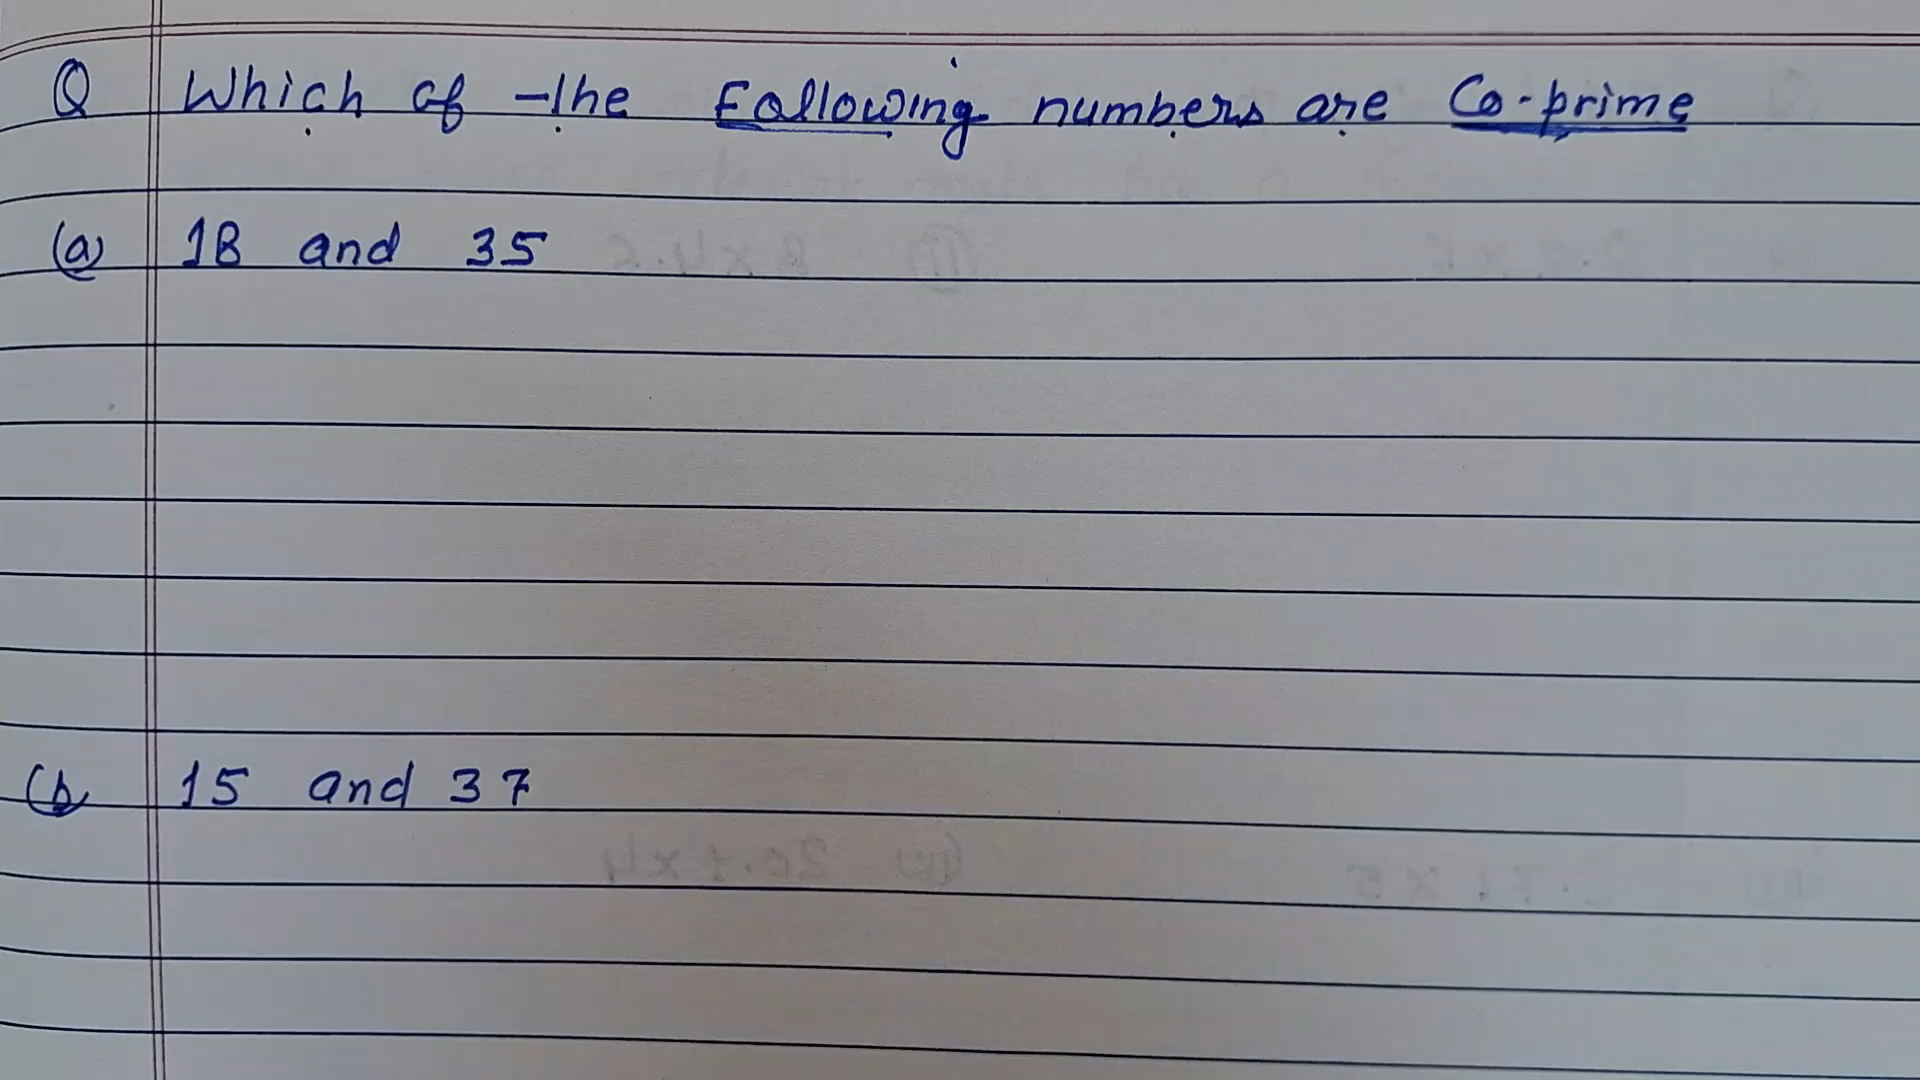 Q Which of the Following numbers are Co-prime
(a) 18 and 35
(b) 15 and 37